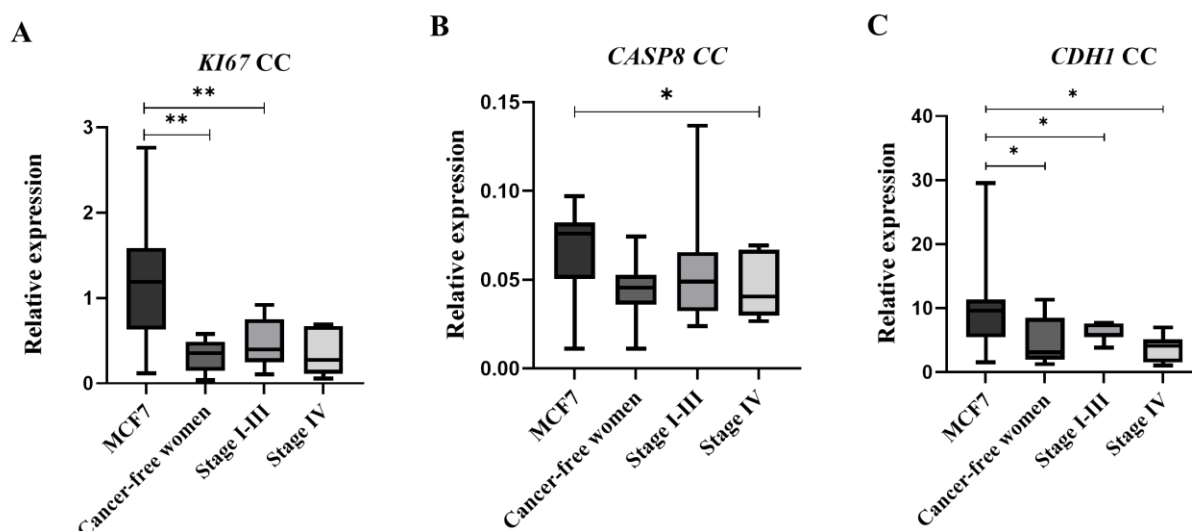 A
KI67 CC
**
**
Relative expression
3
2
1
0
MCF7
Cancer-free women
Stage I-III
Stage IV
B
CASP8 CC
*
Relative expression
0.15
0.10
0.05
0.00
MCF7
Cancer-free women
Stage I-III
Stage IV
C
CDH1 CC
*
*
*
Relative expression
40
30
20
10
0
MCF7
Cancer-free women
Stage I-III
Stage IV